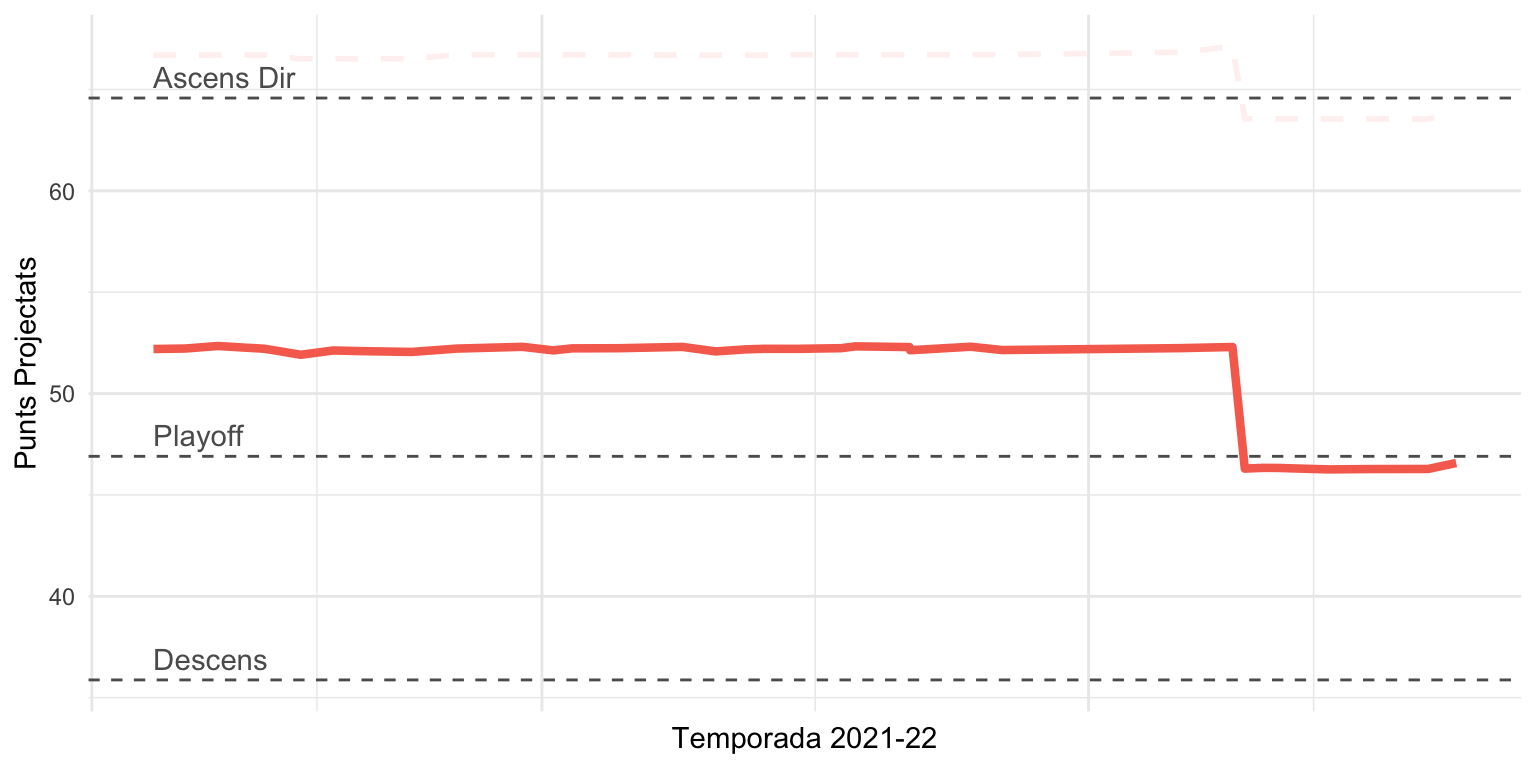 Ascens Dir
60
50
Playoff
40
Descens
Punts Projectats
Temporada 2021-22